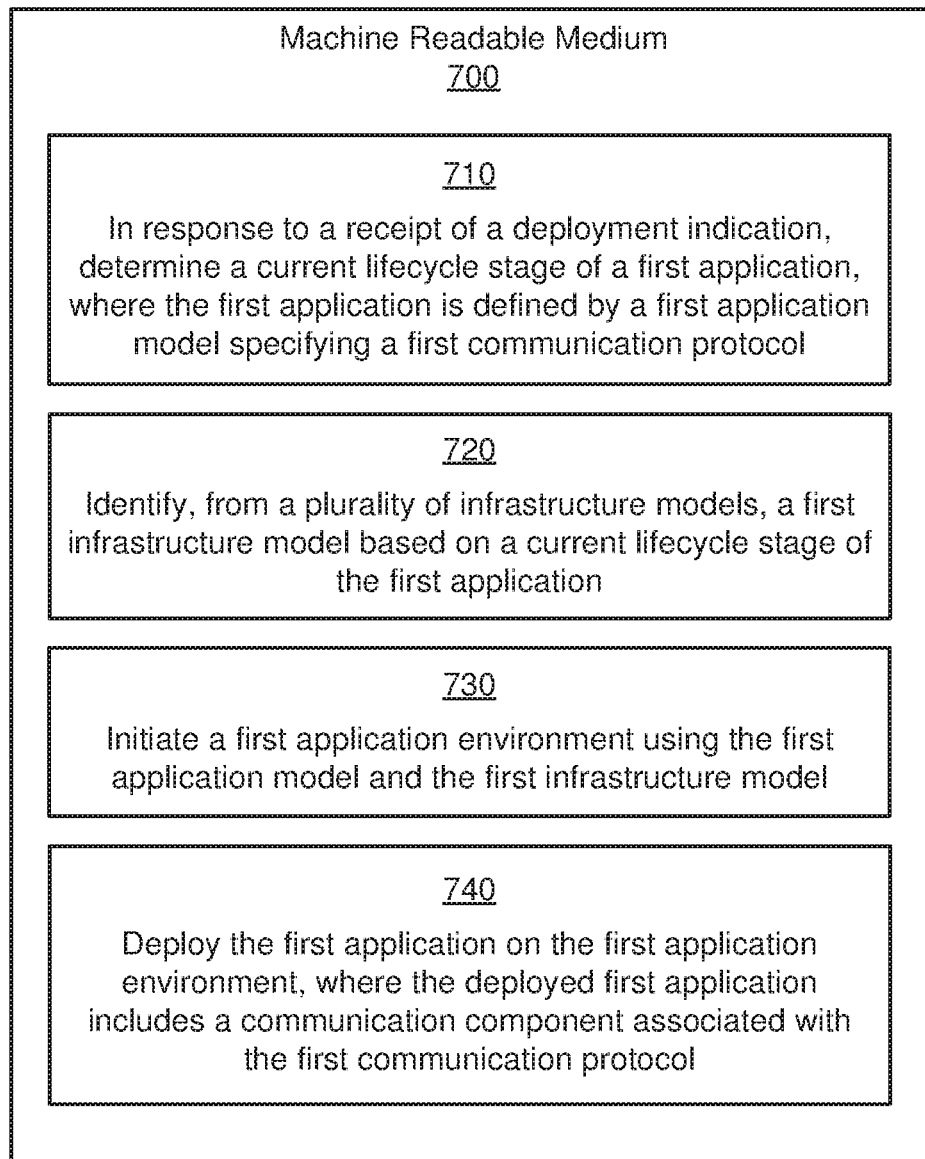 Machine Readable Medium
700
710
In response to a receipt of a deployment indication,
determine a current lifecycle stage of a first application,
where the first application is defined by a first application
model specifying a first communication protocol
720
Identify, from a plurality of infrastructure models, a first
infrastructure model based on a current lifecycle stage of
the first application
730
Initiate a first application environment using the first
application model and the first infrastructure model
740
Deploy the first application on the first application
environment, where the deployed first application
includes a communication component associated with
the first communication protocol